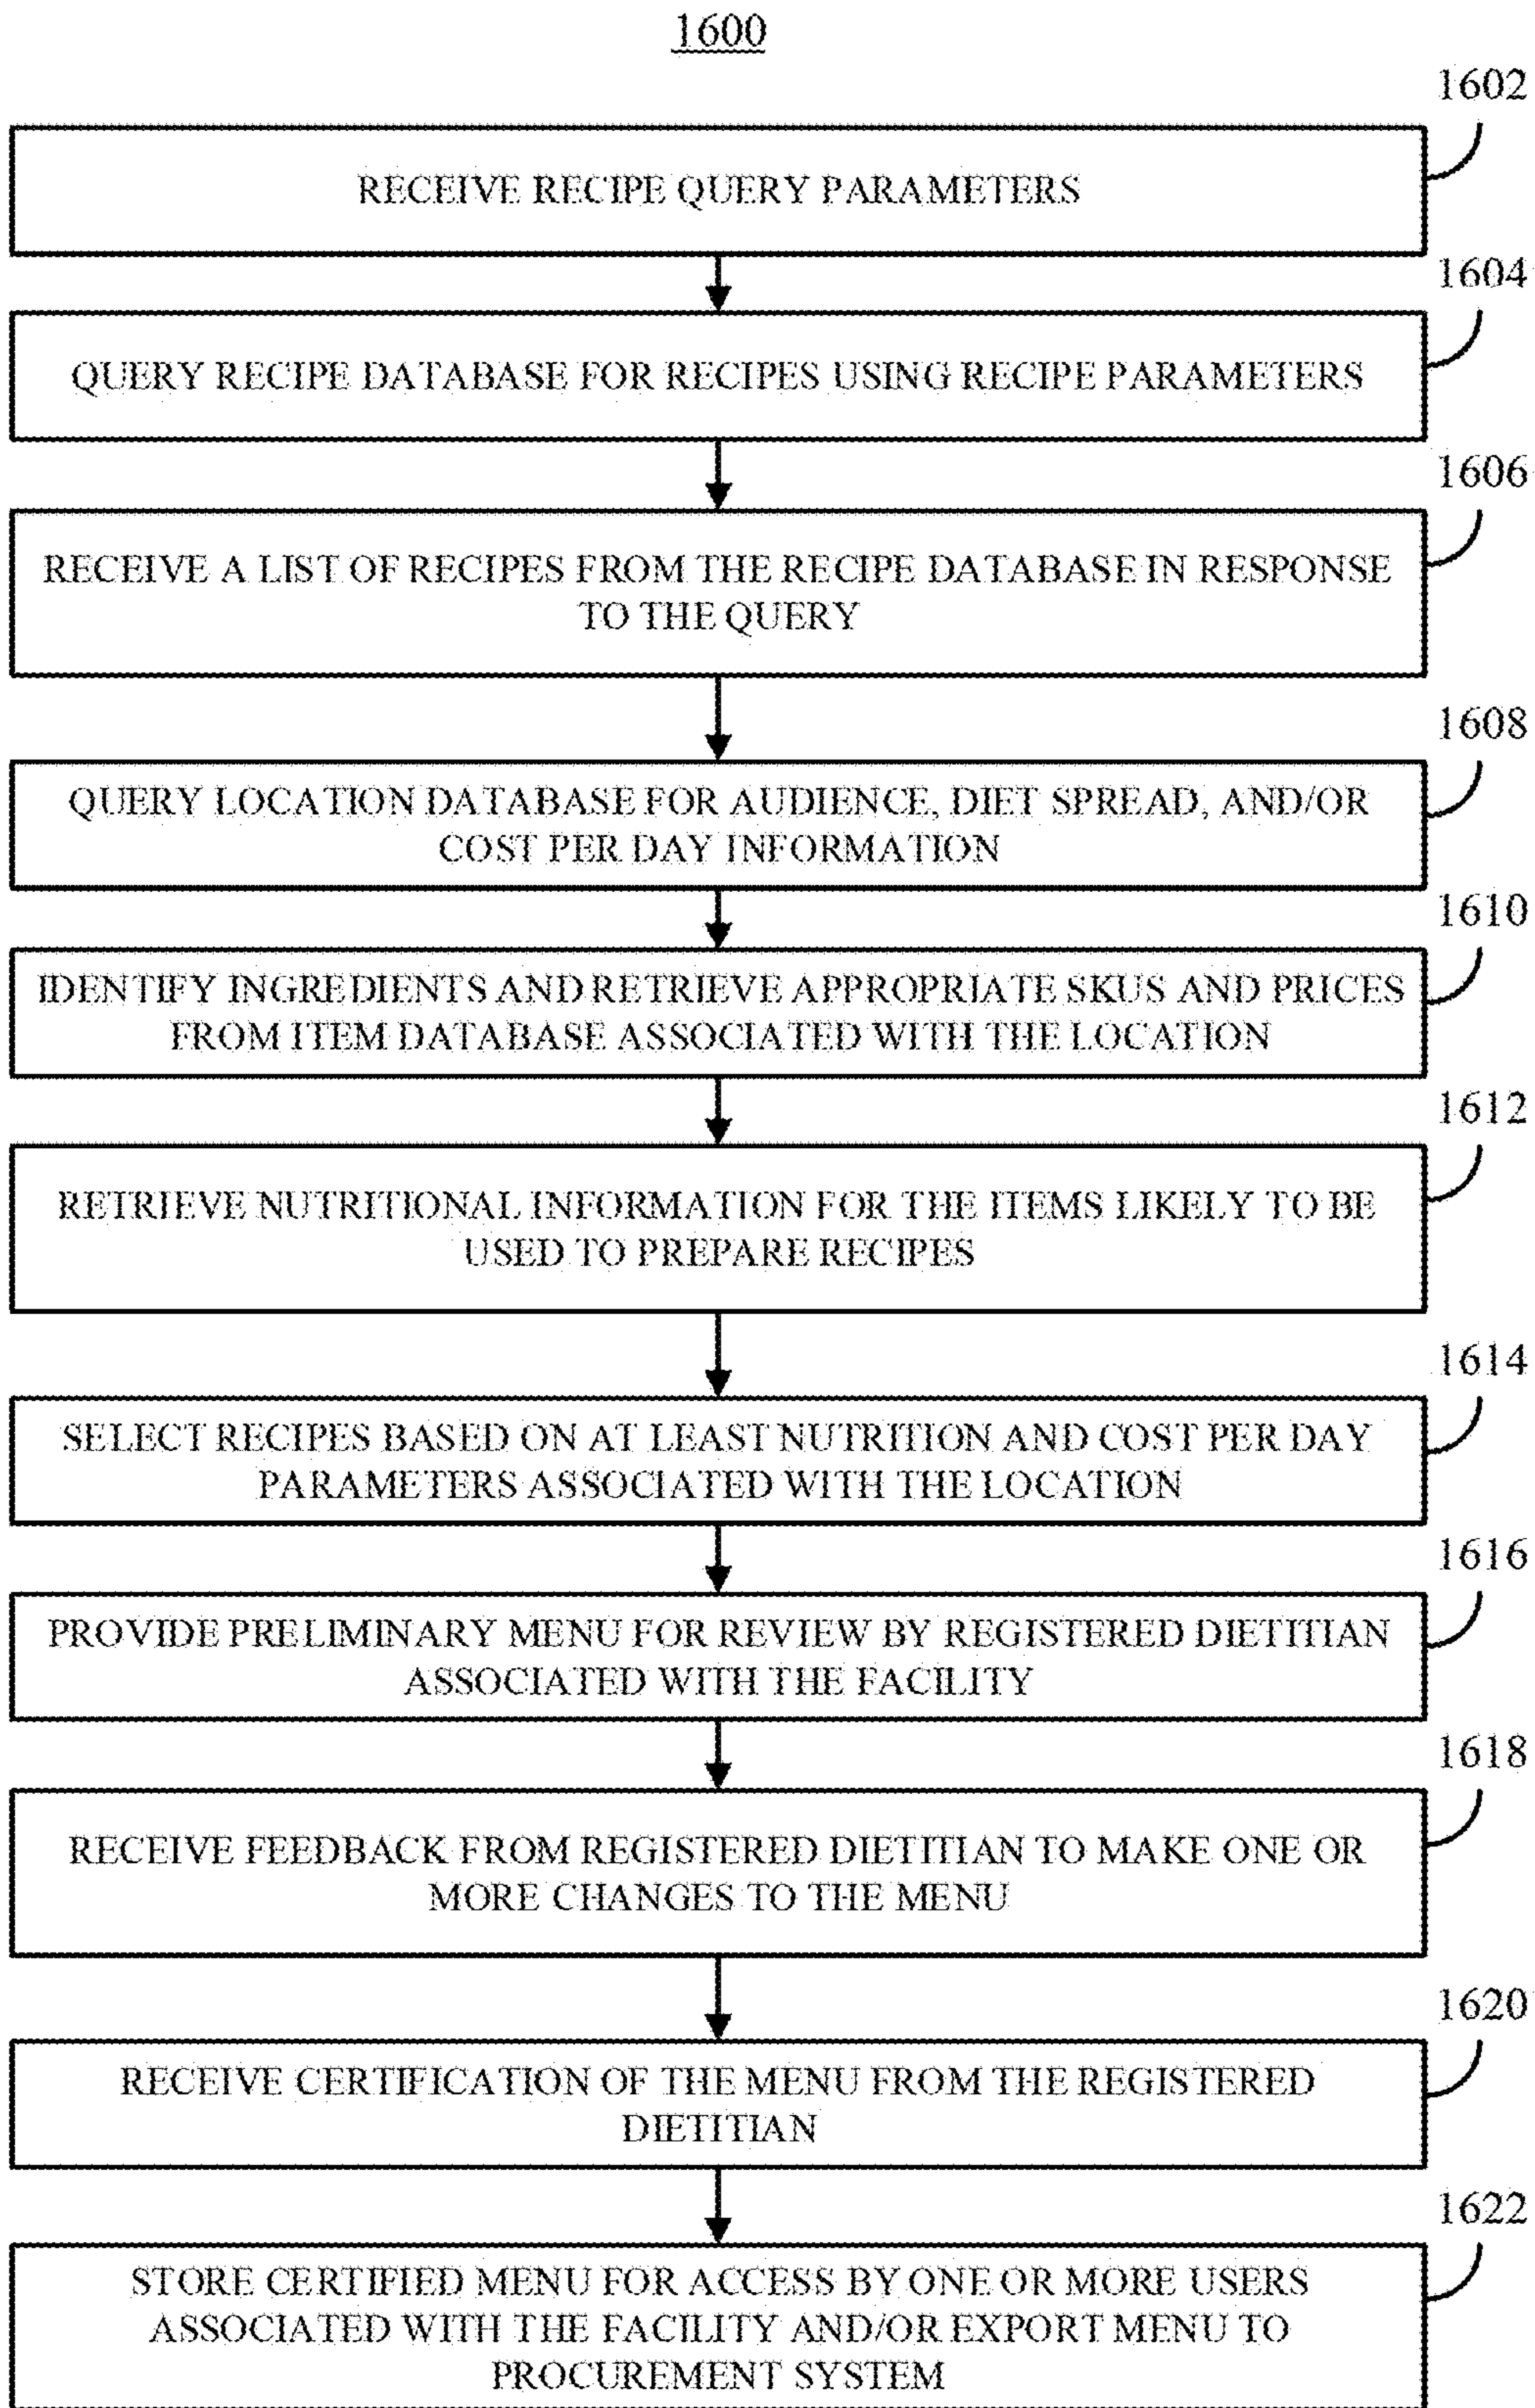 1600
1602
RECEIVE RECIPE QUERY PARAMETERS
1604
QUERY RECIPE DATABASE FOR RECIPES USING RECIPE PARAMETERS
1606
RECEIVE A LIST OF RECIPES FROM THE RECIPE DATABASE IN RESPONSE
TO THE QUERY
1608
QUERY LOCATION DATABASE FOR AUDIENCE, DIET SPREAD, AND/OR
COST PER DAY INFORMATION
1610
IDENTIFY INGREDIENTS AND RETRIEVE APPROPRIATE SKUS AND PRICES
FROM ITEM DATABASE ASSOCIATED WITH THE LOCATION
1612
RETRIEVE NUTRITIONAL INFORMATION FOR THE ITEMS LIKELY TO BE
USED TO PREPARE RECIPES
1614
SELECT RECIPES BASED ON AT LEAST NUTRITION AND COST PER DAY
PARAMETERS ASSOCIATED WITH THE LOCATION
1616
PROVIDE PRELIMINARY MENU FOR REVIEW BY REGISTERED DIETITIAN
ASSOCIATED WITH THE FACILITY
1618
RECEIVE FEEDBACK FROM REGISTERED DIETITIAN TO MAKE ONE OR
MORE CHANGES TO THE MENU
1620
RECEIVE CERTIFICATION OF THE MENU FROM THE REGISTERED
DIETITIAN
1622
STORE CERTIFIED MENU FOR ACCESS BY ONE OR MORE USERS
ASSOCIATED WITH THE FACILITY AND/OR EXPORT MENU TO
PROCUREMENT SYSTEM